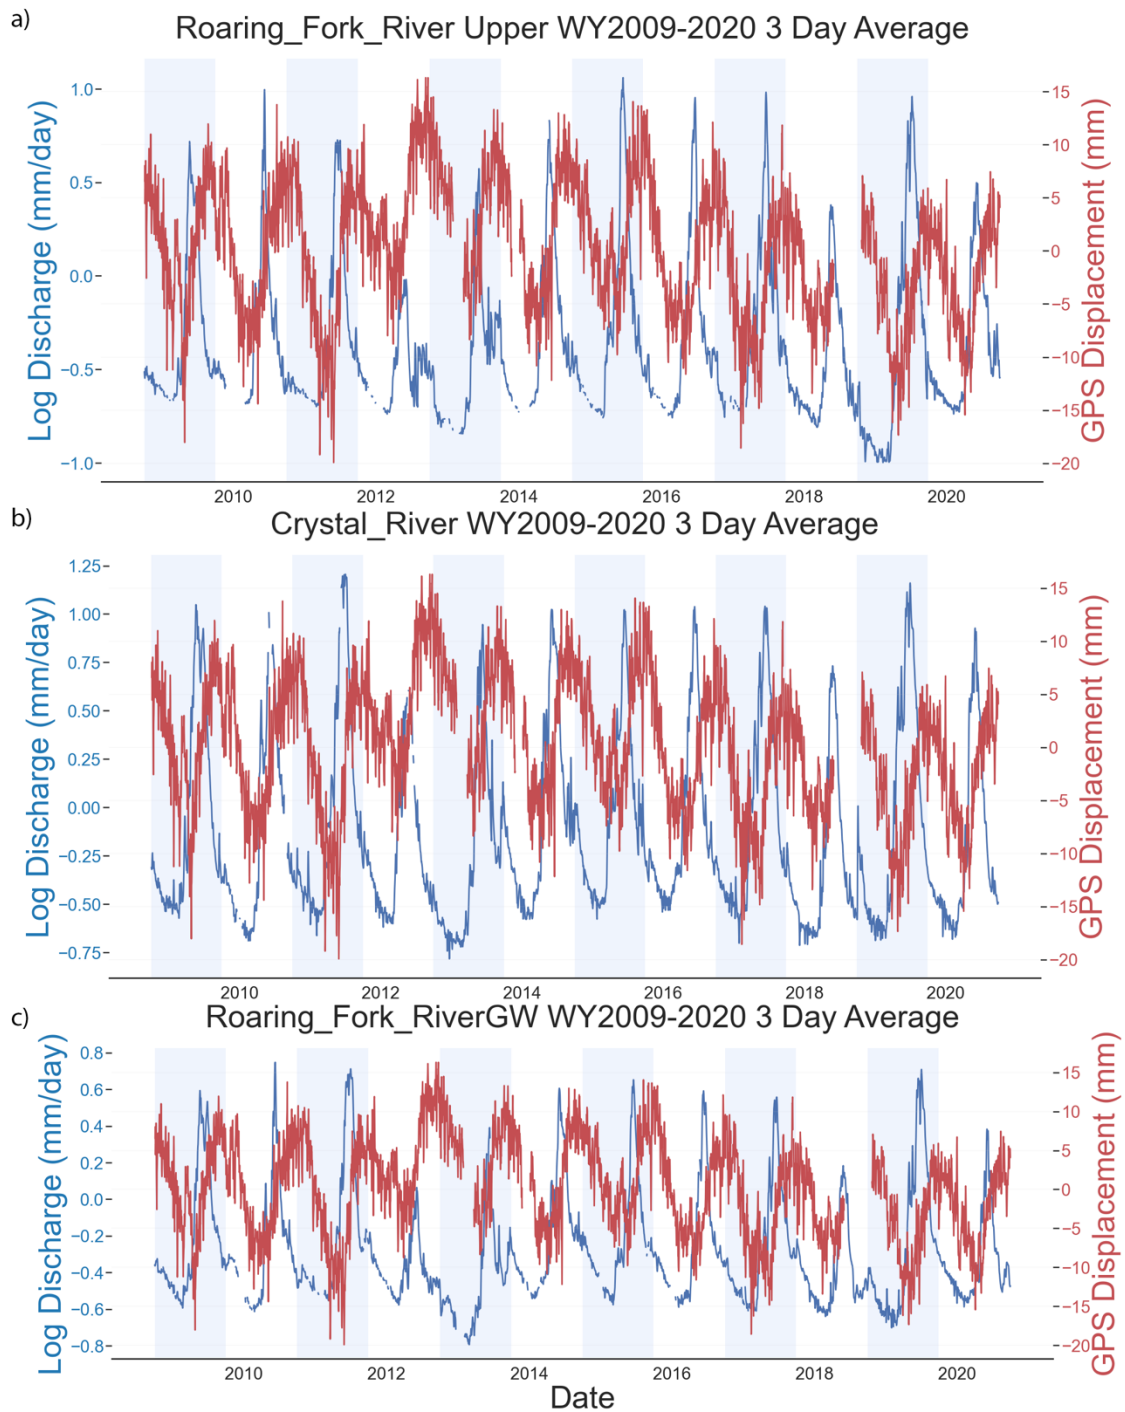 a)
Roaring_Fork_River Upper WY2009-2020 3 Day Average
Log Discharge (mm/day)
1.0
0.5
0.0
−0.5
−1.0
15
10
5
0
−5
−10
−15
−20
GPS Displacement (mm)
2010 2012 2014 2016 2018 2020
b)
Crystal_River WY2009-2020 3 Day Average
Log Discharge (mm/day)
1.25
1.00
0.75
0.50
0.25
0.00
−0.25
−0.50
−0.75
15
10
5
0
−5
−10
−15
−20
GPS Displacement (mm)
2010 2012 2014 2016 2018 2020
c)
Roaring_Fork_RiverGW WY2009-2020 3 Day Average
Log Discharge (mm/day)
0.8
0.6
0.4
0.2
0.0
−0.2
−0.4
−0.6
−0.8
15
10
5
0
−5
−10
−15
−20
GPS Displacement (mm)
2010 2012 2014 2016 2018 2020
Date